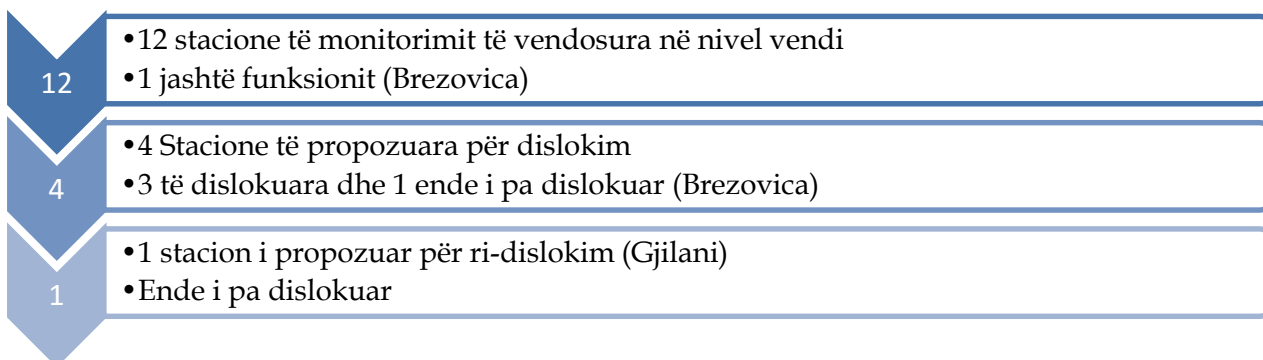 12
•12 stacione të monitorimit të vendosura në nivel vendi
•1 jashtë funksionit (Brezovica)
4
•4 Stacione të propozuara për dislokim
•3 të dislokuara dhe 1 ende i pa dislokuar (Brezovica)
1
•1 stacion i propozuar për ri-dislokim (Gjilani)
•Ende i pa dislokuar